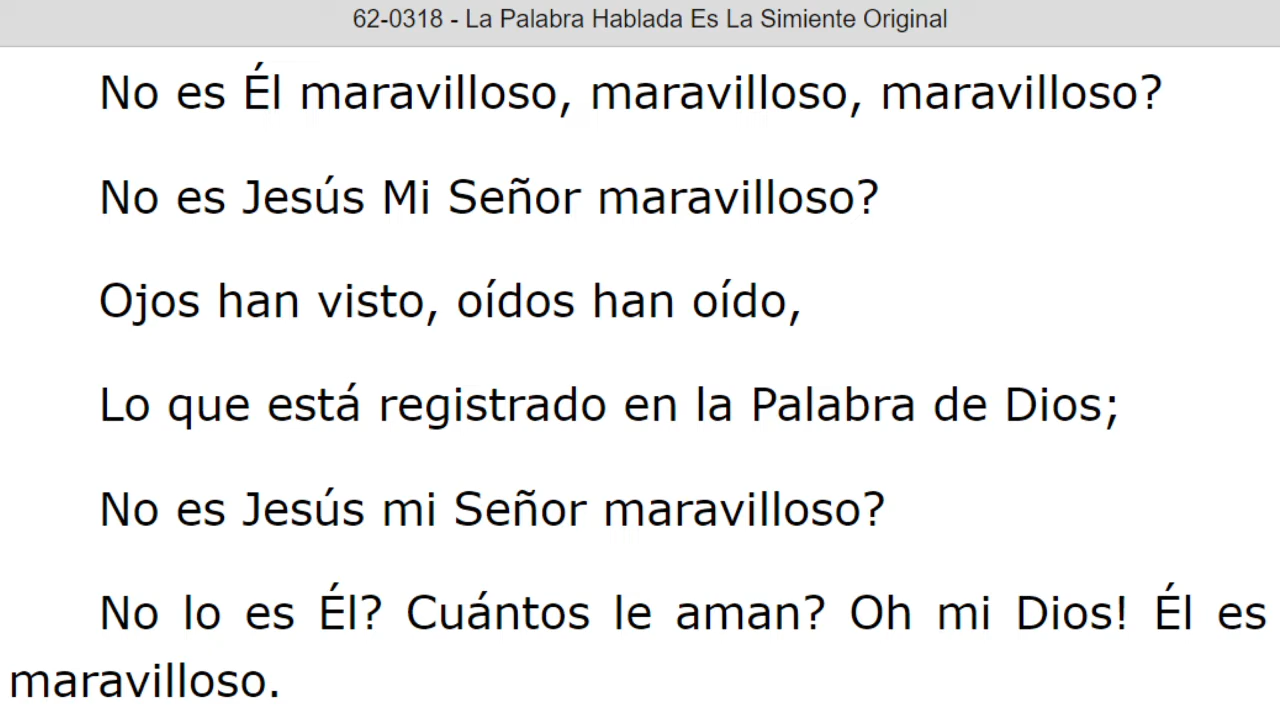 62-0318 - La Palabra Hablada Es La Simiente Original
No es Él maravilloso, maravilloso, maravilloso?
No es Jesús Mi Señor maravilloso?
Ojos han visto, oídos han oído,
Lo que está registrado en la Palabra de Dios;
No es Jesús mi Señor maravilloso?
No lo es Él? Cuántos le aman? Oh mi Dios! Él es
maravilloso.